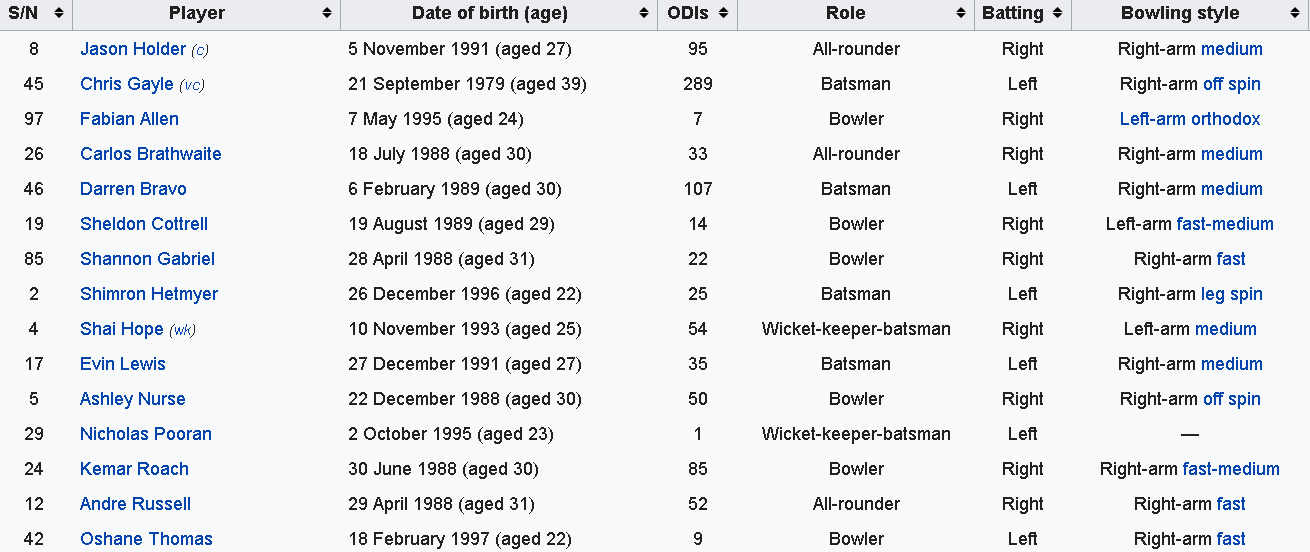 S/N Player Date of birth (age) ODIs Role Batting Bowling style
8 Jason Holder (c) 5 November 1991 (aged 27) 95 All-rounder Right Right-arm medium
45 Chris Gayle (vc) 21 September 1979 (aged 39) 289 Batsman Left Right-arm off spin
97 Fabian Allen 7 May 1995 (aged 24) 7 Bowler Right Left-arm orthodox
26 Carlos Brathwaite 18 July 1988 (aged 30) 33 All-rounder Right Right-arm medium
46 Darren Bravo 6 February 1989 (aged 30) 107 Batsman Left Right-arm medium
19 Sheldon Cottrell 19 August 1989 (aged 29) 14 Bowler Right Left-arm fast-medium
85 Shannon Gabriel 28 April 1988 (aged 31) 22 Bowler Right Right-arm fast
2 Shimron Hetmyer 26 December 1996 (aged 22) 25 Batsman Left Right-arm leg spin
4 Shai Hope (wk) 10 November 1993 (aged 25) 54 Wicket-keeper-batsman Right Left-arm medium
17 Evin Lewis 27 December 1991 (aged 27) 35 Batsman Left Right-arm medium
5 Ashley Nurse 22 December 1988 (aged 30) 50 Bowler Right Right-arm off spin
29 Nicholas Pooran 2 October 1995 (aged 23) 1 Wicket-keeper-batsman Left —
24 Kemar Roach 30 June 1988 (aged 30) 85 Bowler Right Right-arm fast-medium
12 Andre Russell 29 April 1988 (aged 31) 52 All-rounder Right Right-arm fast
42 Oshane Thomas 18 February 1997 (aged 22) 9 Bowler Left Right-arm fast